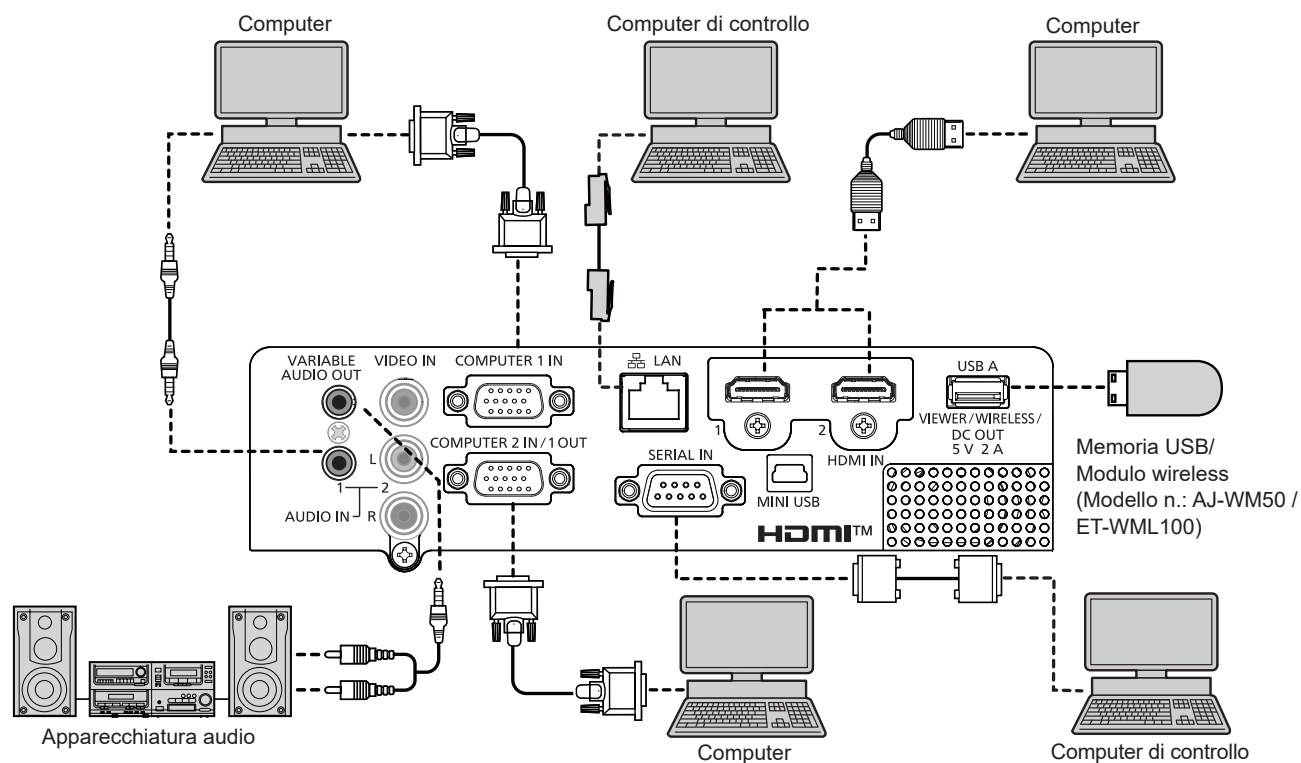 Computer
Computer di controllo
Computer
VARIABLE
AUDIO OUT
VIDEO IN
COMPUTER 1 IN
LAN
USB A
VIEWER / WIRELESS /
DC OUT
5 V 2 A
COMPUTER 2 IN / 1 OUT
L
1
2
AUDIO IN
R
SERIAL IN
1
2
HDMI IN
MINI USB
HDMI™
Memoria USB/
Modulo wireless
(Modello n.: AJ-WM50 /
ET-WML100)
Apparecchiatura audio
Computer
Computer di controllo